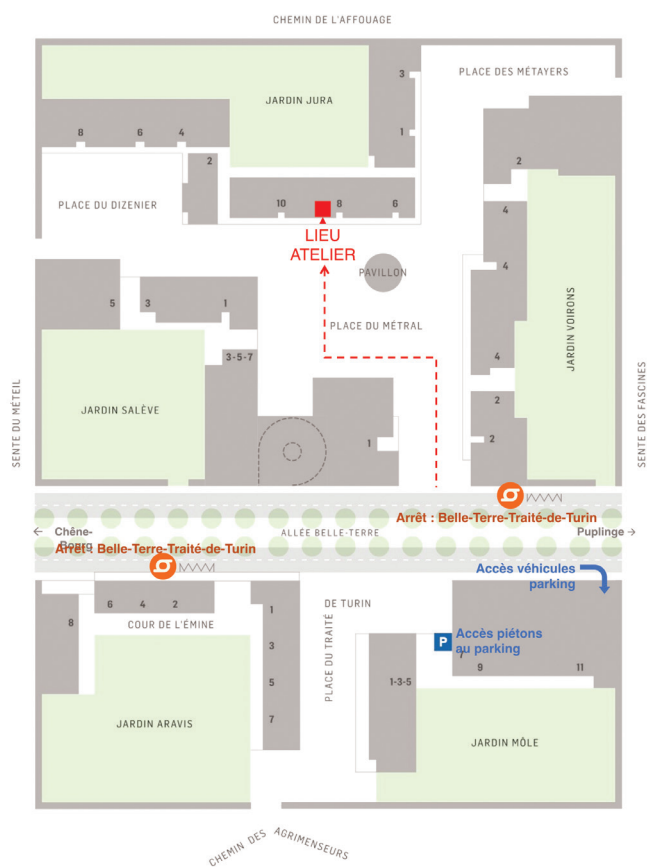 CHEMIN DE L'AFFOUAGE
PLACE DES MÉTAYERS
3
JARDIN JURA
1
8
6
4
2
2
PLACE DU DIZENIER
10
8
6
4
LIEU
ATELIER
4
PAVILLON
5
3
1
PLACE DU MÉTRAL
JARDIN VOIRONS
3-5-7
4
SENTE DU MÉTEIL
JARDIN SALÈVE
SENTE DES FASCINES
2
1
2
Arrêt : Belle-Terre-Traité-de-Turin
← Chêne-
Bourg
ALLÉE BELLE-TERRE
Puplinge →
Arrêt : Belle-Terre-Traité-de-Turin
Accès véhicules
parking
6
4
2
8
1
DE TURIN
PLACE DU TRAITÉ
COUR DE L'ÉMINE
P
Accès piétons
au parking
3
7
9
11
5
1-3-5
7
JARDIN ARAVIS
JARDIN MÔLE
CHEMIN DES AGRIMENSEURS